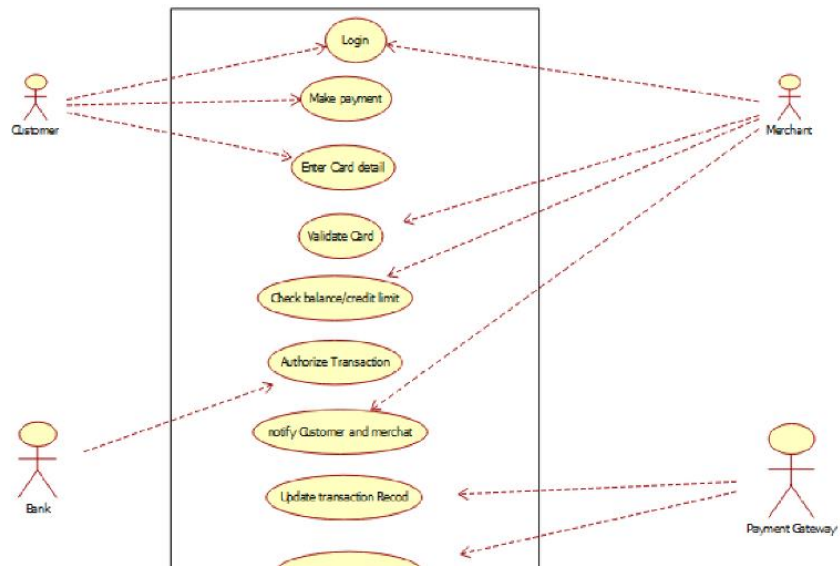 Login
Make payment
Customer
Merchant
Enter Card detail
Validate Card
Check balance/credit limit
Authorize Transaction
notify Customer and merchat
Update transaction Recod
Bank
Payment Gateway